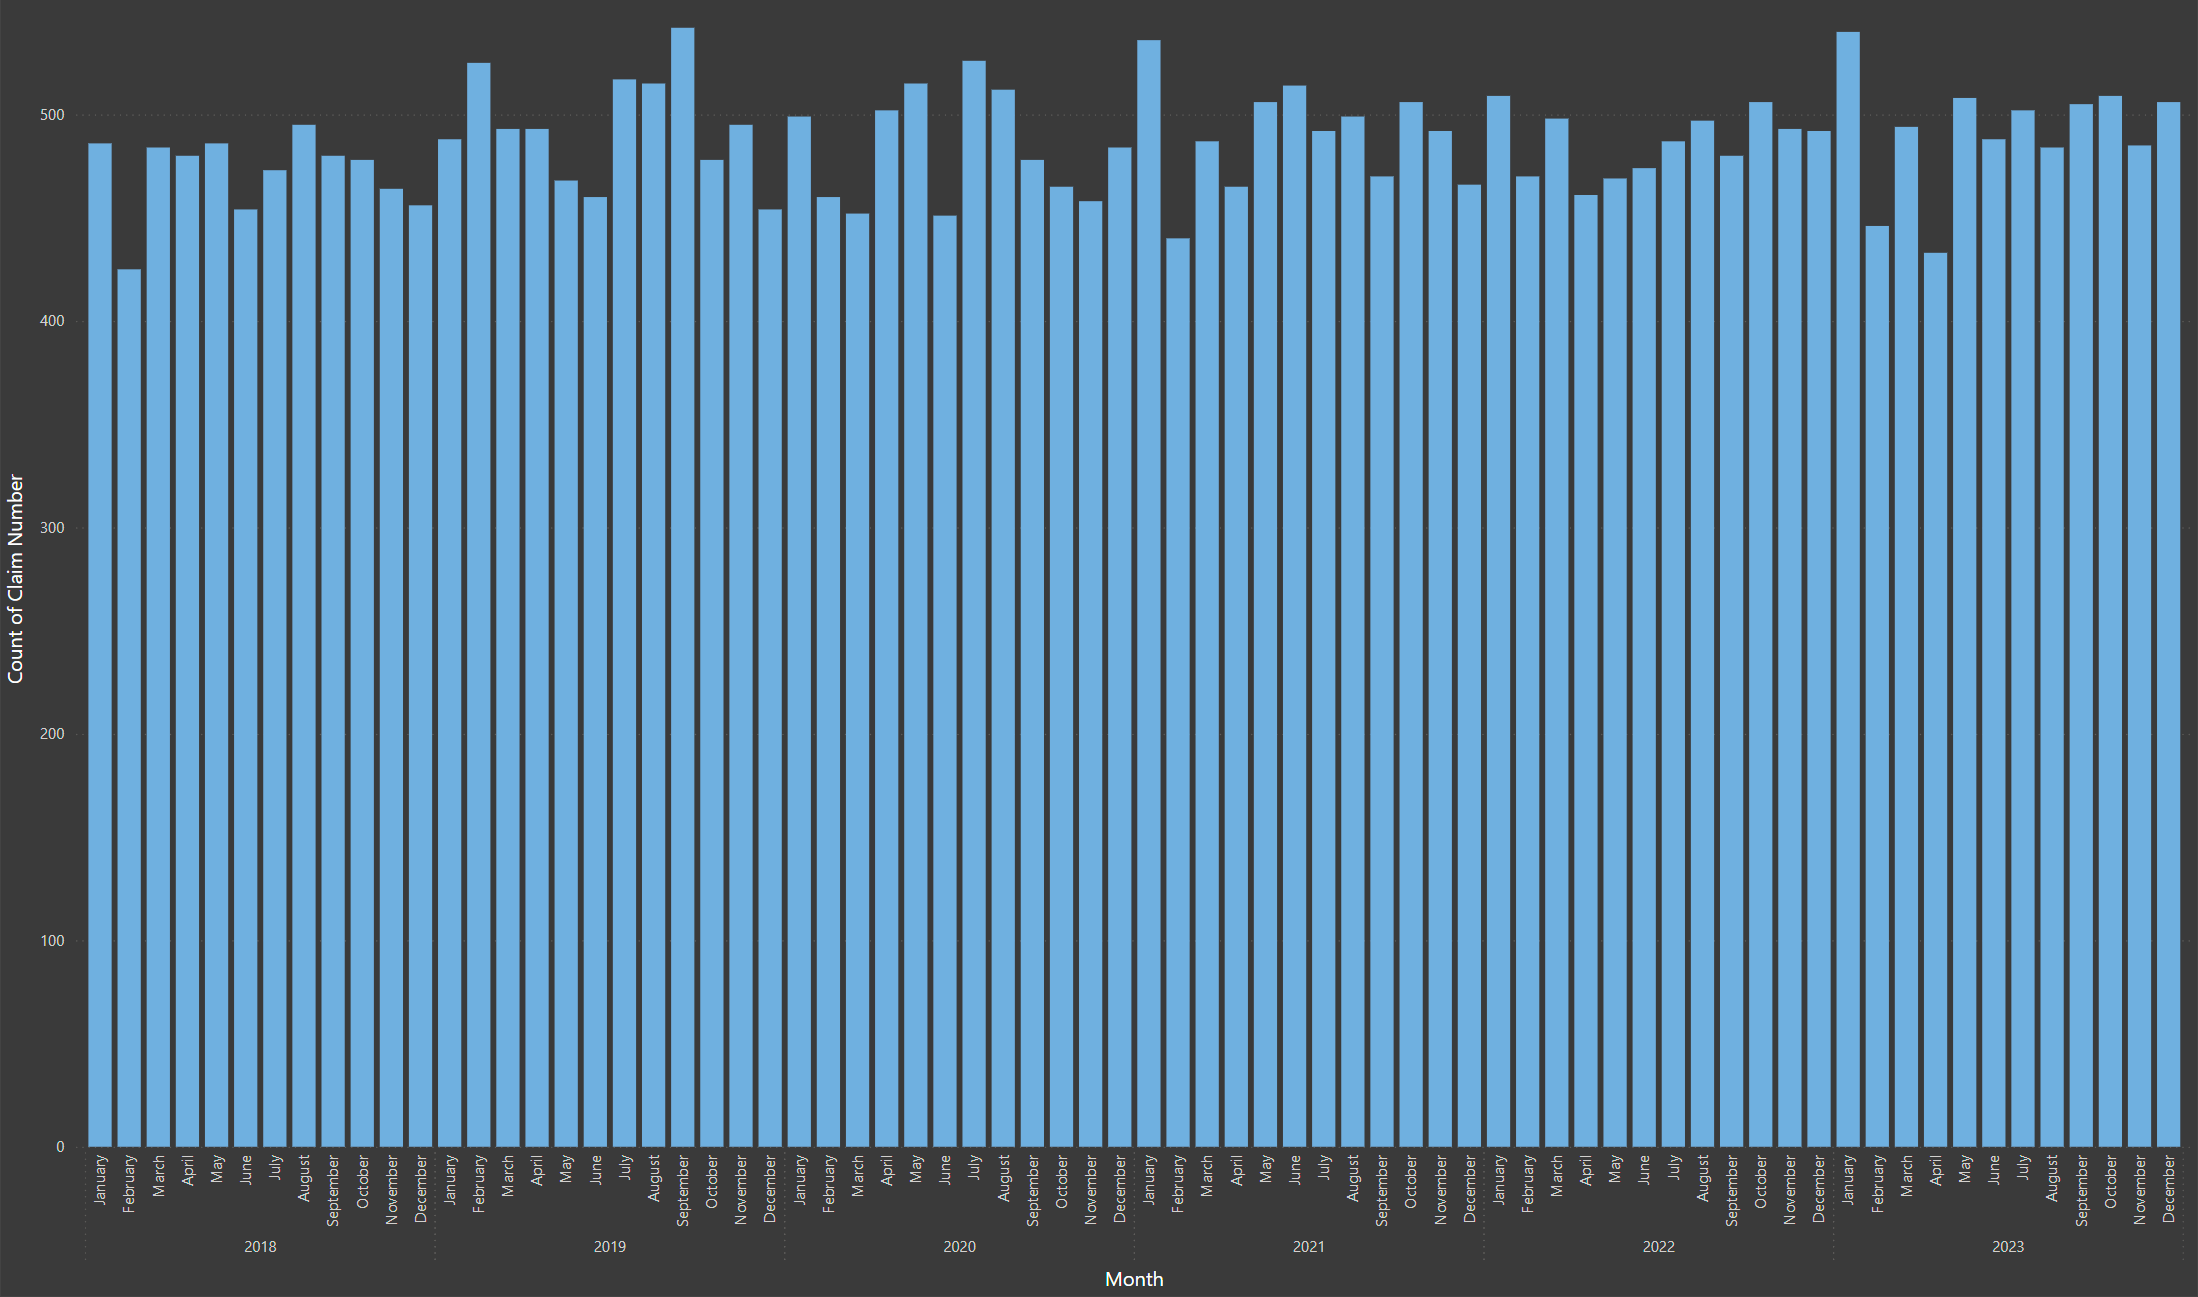 Count of Claim Number
500
400
300
200
100
0
January February March April May June July August September October November December January February March April May June July August September October November December January February March April May June July August September October November December January February March April May June July August September October November December January February March April May June July August September October November December January February March April May June July August September October November December
2018 2019 2020 2021 2022 2023
Month